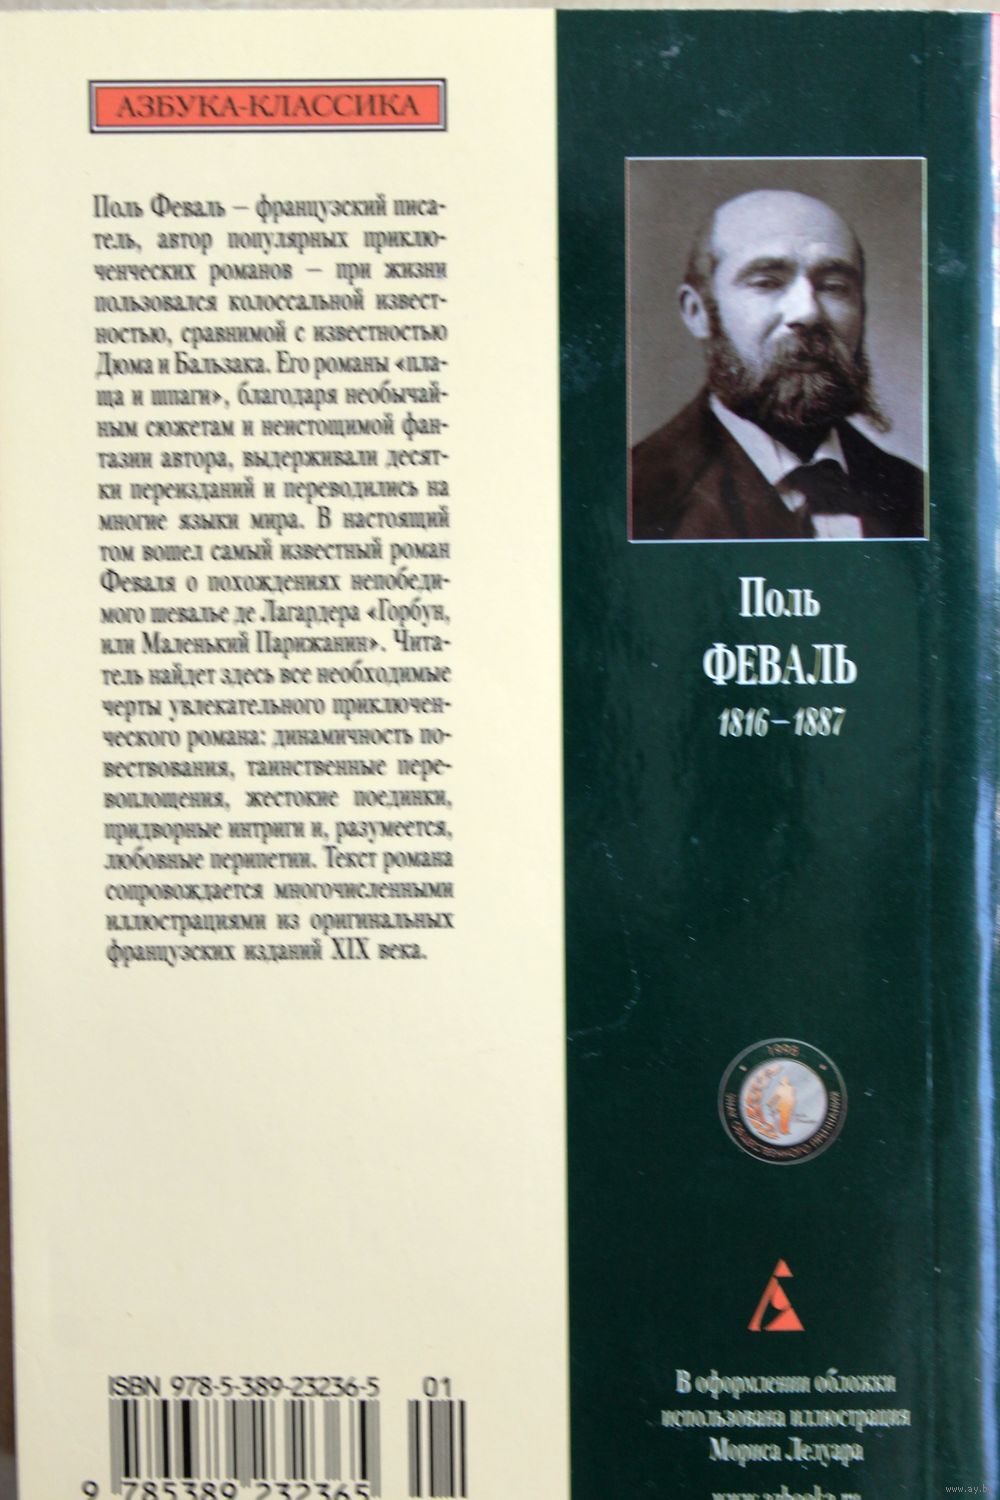 АЗБУКА-КЛАССИКА
Поль Феваль – французский писа-
тель, автор популярных приклю-
ченческих романов – при жизни
пользовался колоссальной извест-
ностью, сравнимой с известностью
Дюма и Бальзака. Его романы «пла-
ща и шпаги», благодаря необычай-
ным сюжетам и неистощимой фан-
тазии автора, выдерживали десят-
ки переизданий и переводились на
многие языки мира. В настоящий
том вошел самый известный роман
Феваля о похождениях непобеди-
мого шевалье де Лагардера «Горбун,
или Маленький Парижанин». Чита-
тель найдет здесь все необходимые
черты увлекательного приключен-
ческого романа: динамичность по-
вествования, таинственные пере-
воплощения, жестокие поединки,
придворные интриги и, разумеется,
любовные перипетии. Текст романа
сопровождается многочисленными
иллюстрациями из оригинальных
французских изданий XIX века.
ISBN 978-5-389-23236-5 01
9 785389 232365
Поль
ФЕВАЛЬ
1816–1887
ОБЩЕСТВЕННОГО ПРИЗНАНИЯ
В оформлении обложки
использована иллюстрация
Мориса Лелуара
www.azbooka.ru